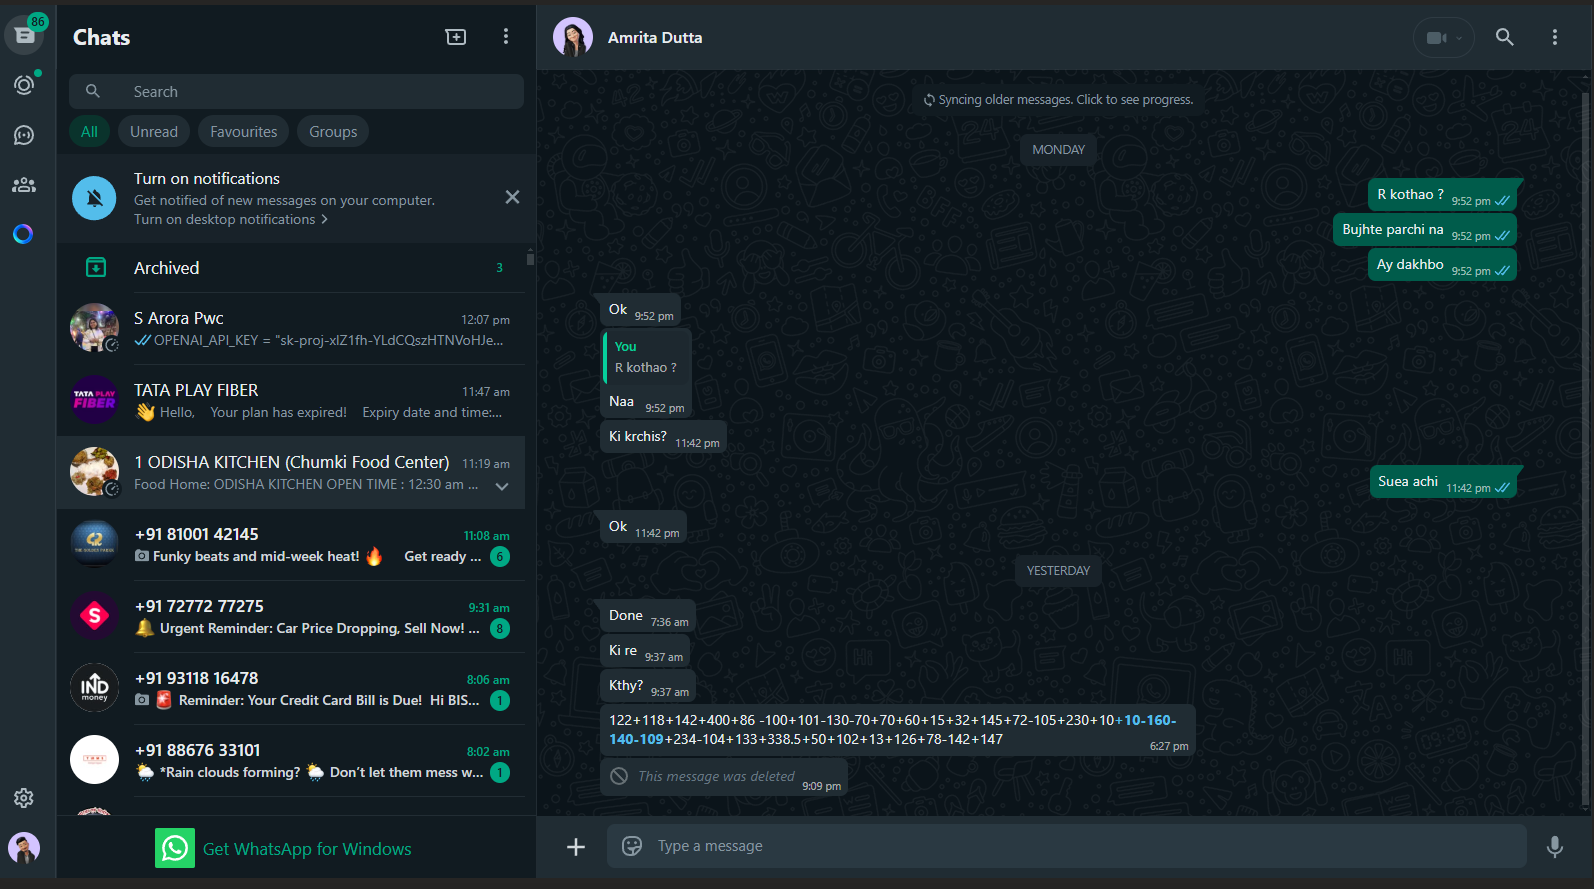 86
Chats
Search
All Unread Favourites Groups
Turn on notifications
Get notified of new messages on your computer.
Turn on desktop notifications
Archived 3
S Arora Pwc 12:07 pm
OPENAI_API_KEY = "sk-proj-xIZ1fh-YLdCQszHTNVoHJe...
TATA PLAY FIBER
TATA PLAY FIBER 11:47 am
👋 Hello, Your plan has expired! Expiry date and time:...
1 ODISHA KITCHEN (Chumki Food Center) 11:19 am
Food Home: ODISHA KITCHEN OPEN TIME : 12:30 am ...
+91 81001 42145 11:08 am
Funky beats and mid-week heat! 🔥 Get ready ... 6
+91 72772 77275 9:31 am
🔔 Urgent Reminder: Car Price Dropping, Sell Now! ... 8
IND money
+91 93118 16478 8:06 am
🚨 Reminder: Your Credit Card Bill is Due! Hi BIS... 1
+91 88676 33101 8:02 am
🌦 *Rain clouds forming? 🌦 Don't let them mess w... 1
Get WhatsApp for Windows
Amrita Dutta
Syncing older messages. Click to see progress.
MONDAY
R kothao ? 9:52 pm
Bujhte parchi na 9:52 pm
Ay dakhbo 9:52 pm
Ok 9:52 pm
You
R kothao ?
Naa 9:52 pm
Ki krchis? 11:42 pm
Suea achi 11:42 pm
Ok 11:42 pm
YESTERDAY
Done 7:36 am
Ki re 9:37 am
Kthy? 9:37 am
122+118+142+400+86 -100+101-130-70+70+60+15+32+145+72-105+230+10+10-160-
140-109+234-104+133+338.5+50+102+13+126+78-142+147
6:27 pm
This message was deleted 9:09 pm
Type a message